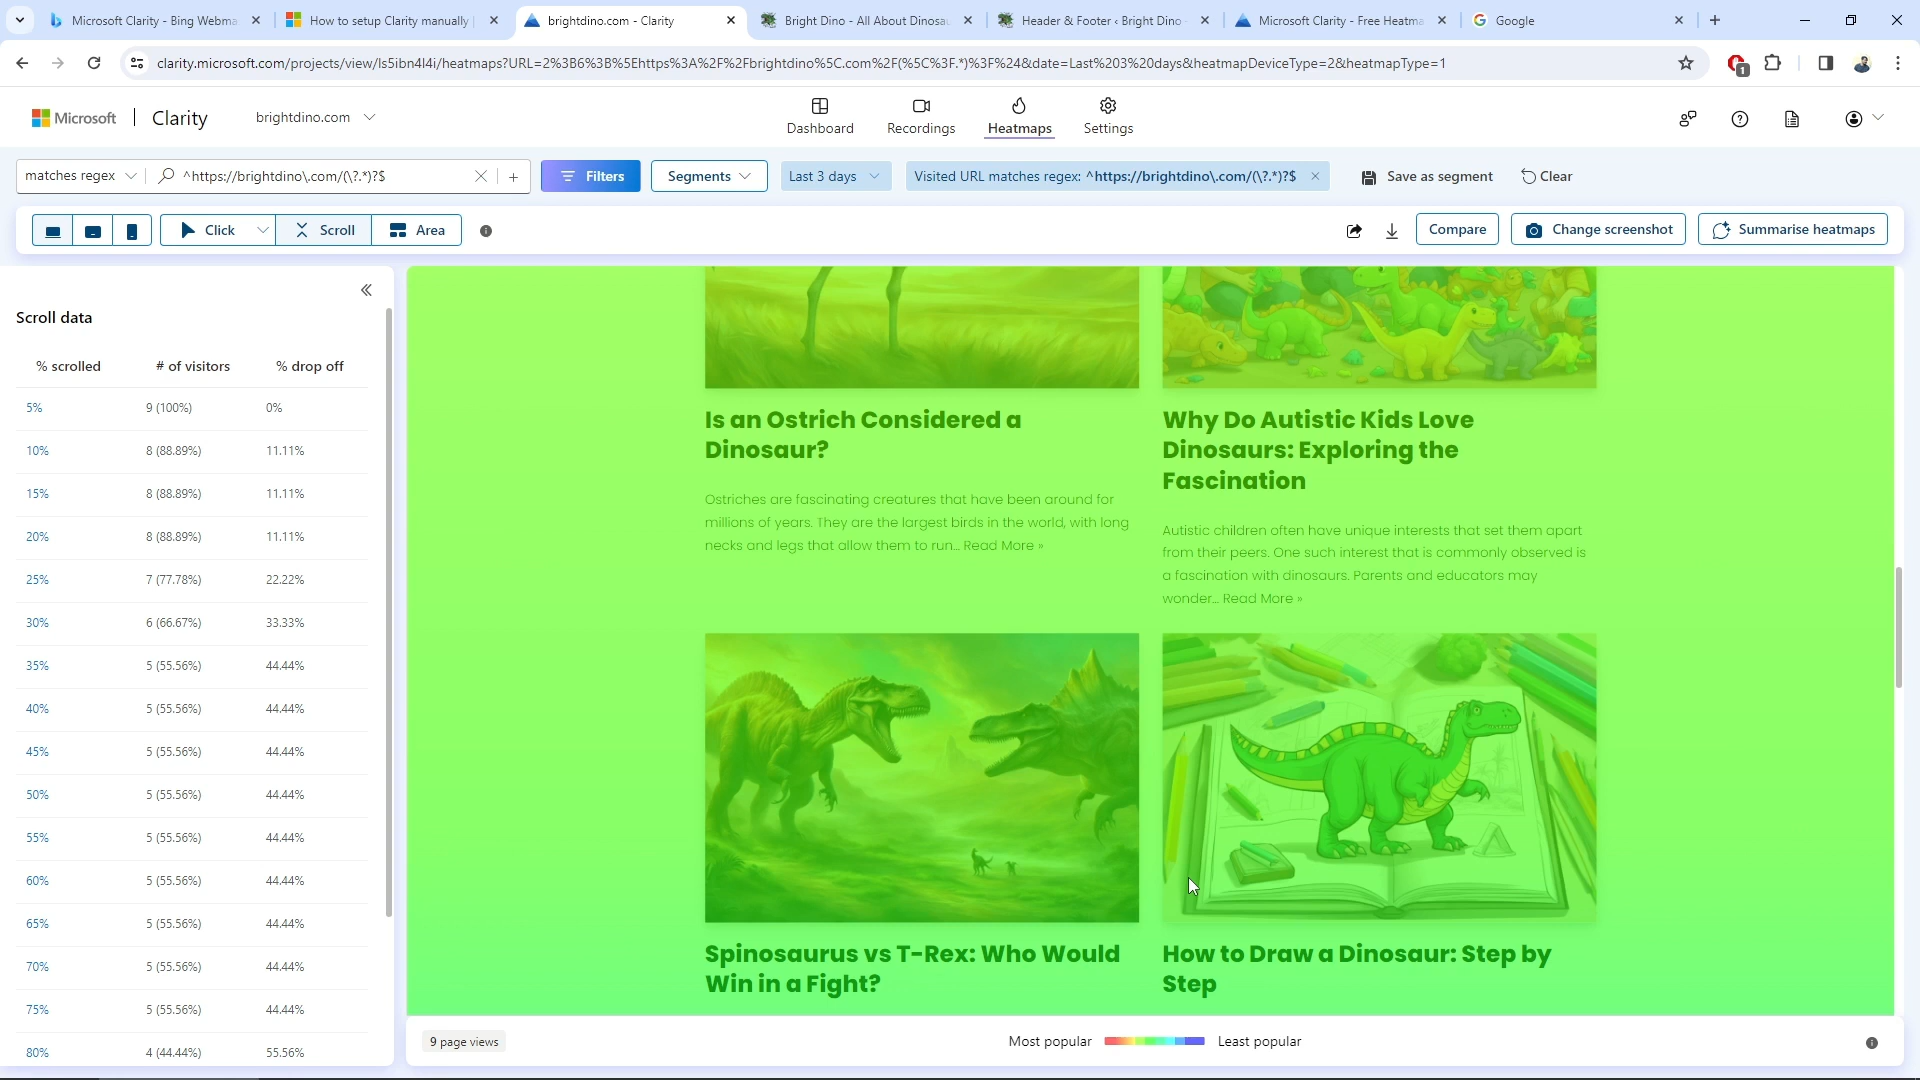 Microsoft Clarity - Bing Webma
How to setup Clarity manually
brightdino.com - Clarity
Bright Dino - All About Dinosau
Header & Footer ‹ Bright Dino
Microsoft Clarity - Free Heatma
Google
clarity.microsoft.com/projects/view/ls5ibn4l4i/heatmaps?URL=2%3B6%3B%5Ehttps%3A%2F%2Fbrightdino%5C.com%2F(%5C%3F.*)%3F%24&date=Last%203%20days&heatmapDeviceType=2&heatmapType=1
1
Microsoft
Clarity
brightdino.com
Dashboard
Recordings
Heatmaps
Settings
matches regex
^https://brightdino\.com/(\?.*)?$
Filters
Segments
Last 3 days
Visited URL matches regex: ^https://brightdino\.com/(\?.*)?$
Save as segment
Clear
Click
Scroll
Area
Compare
Change screenshot
Summarise heatmaps
Scroll data
% scrolled # of visitors % drop off
5% 9 (100%) 0%
10% 8 (88.89%) 11.11%
15% 8 (88.89%) 11.11%
20% 8 (88.89%) 11.11%
25% 7 (77.78%) 22.22%
30% 6 (66.67%) 33.33%
35% 5 (55.56%) 44.44%
40% 5 (55.56%) 44.44%
45% 5 (55.56%) 44.44%
50% 5 (55.56%) 44.44%
55% 5 (55.56%) 44.44%
60% 5 (55.56%) 44.44%
65% 5 (55.56%) 44.44%
70% 5 (55.56%) 44.44%
75% 5 (55.56%) 44.44%
80% 4 (44.44%) 55.56%
Is an Ostrich Considered a
Dinosaur?
Ostriches are fascinating creatures that have been around for
millions of years. They are the largest birds in the world, with long
necks and legs that allow them to run… Read More »
Why Do Autistic Kids Love
Dinosaurs: Exploring the
Fascination
Autistic children often have unique interests that set them apart
from their peers. One such interest that is commonly observed is
a fascination with dinosaurs. Parents and educators may
wonder… Read More »
Spinosaurus vs T-Rex: Who Would
Win in a Fight?
How to Draw a Dinosaur: Step by
Step
9 page views
Most popular
Least popular